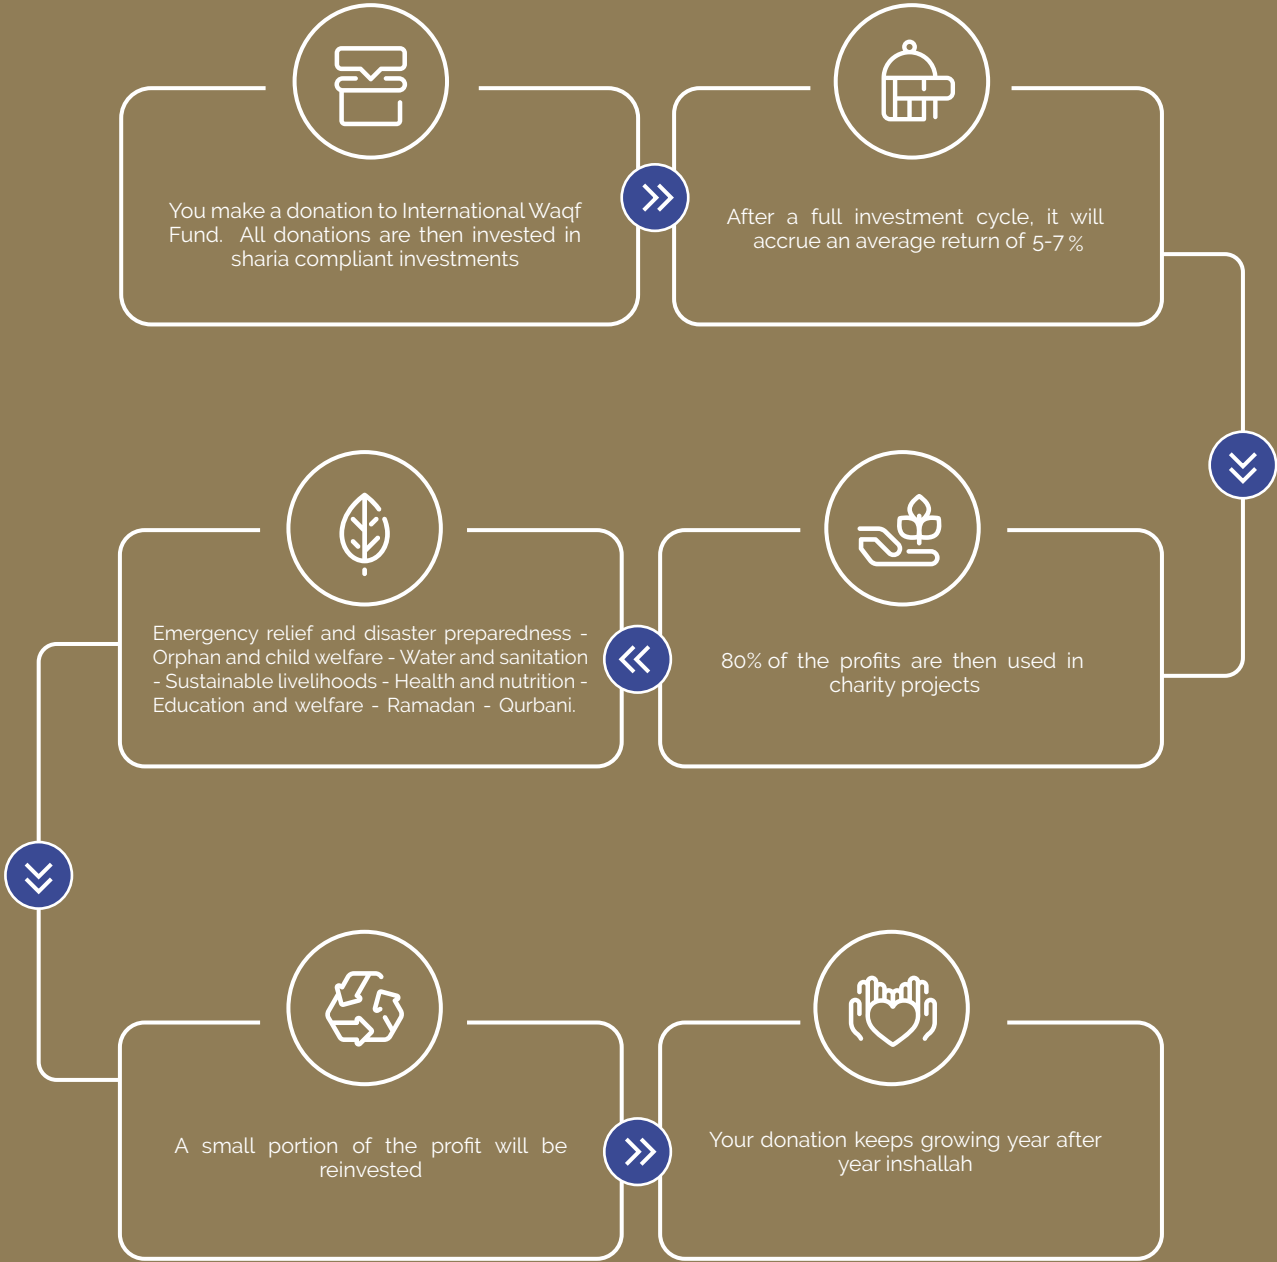 You make a donation to International Waqf
Fund. All donations are then invested in
sharia compliant investments
After a full investment cycle, it will
accrue an average return of 5-7 %
80% of the profits are then used in
charity projects
Emergency relief and disaster preparedness -
Orphan and child welfare - Water and sanitation
- Sustainable livelihoods - Health and nutrition -
Education and welfare - Ramadan - Qurbani.
A small portion of the profit will be
reinvested
Your donation keeps growing year after
year inshallah